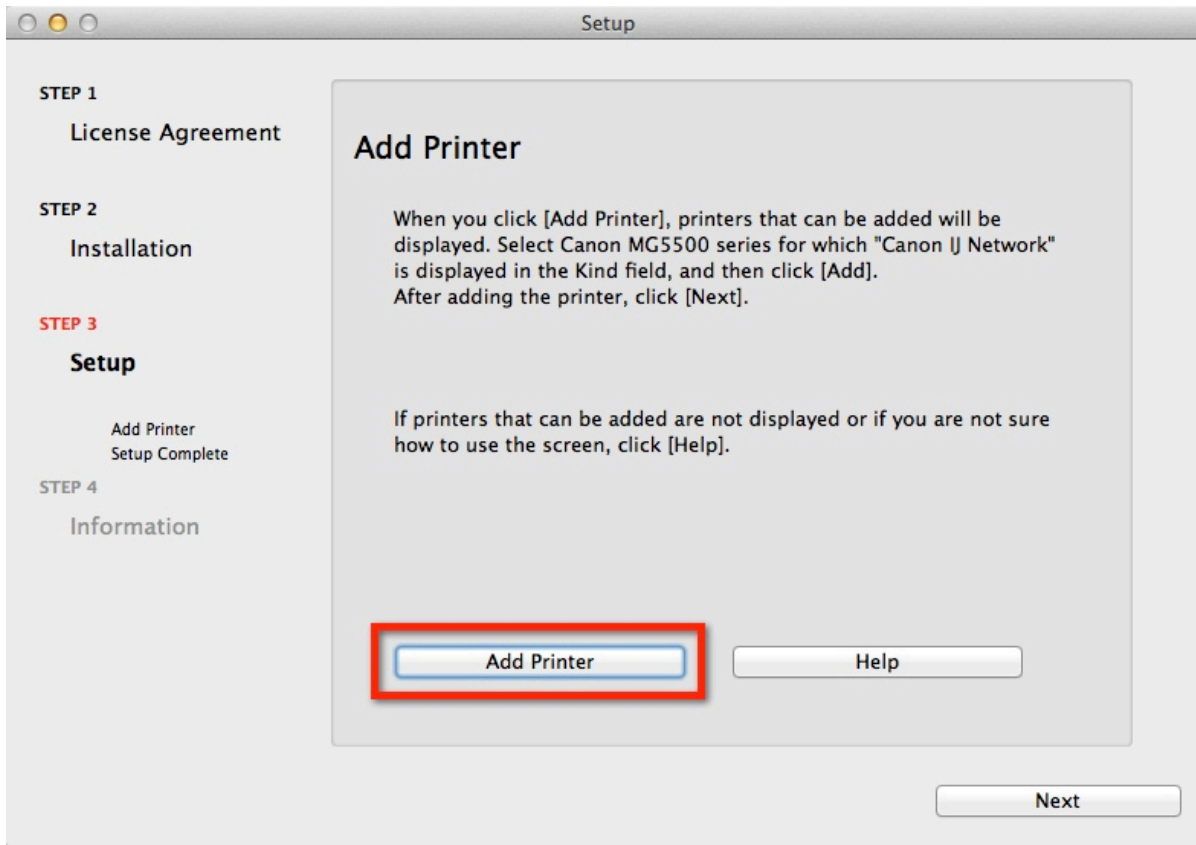 Setup
STEP 1
License Agreement
STEP 2
Installation
STEP 3
Setup
Add Printer
Setup Complete
STEP 4
Information
Add Printer
When you click [Add Printer], printers that can be added will be
displayed. Select Canon MG5500 series for which "Canon IJ Network"
is displayed in the Kind field, and then click [Add].
After adding the printer, click [Next].
If printers that can be added are not displayed or if you are not sure
how to use the screen, click [Help].
Add Printer
Help
Next